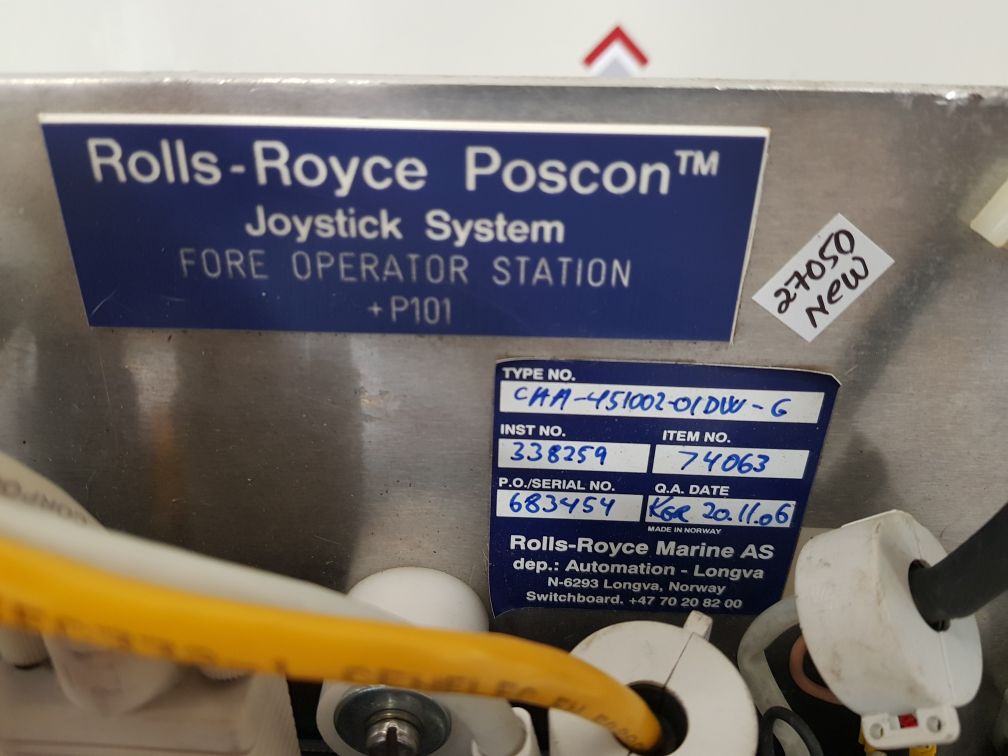 Rolls-Royce Poscon™
Joystick System
FORE OPERATOR STATION
+P101
27050
NEW
TYPE NO.
CAA-451002-01DW-G
INST NO.
338259
ITEM NO.
74063
P.O./SERIAL NO.
683454
Q.A. DATE
KGR 20.11.06
MADE IN NORWAY
Rolls-Royce Marine AS
dep.: Automation - Longva
N-6293 Longva, Norway
Switchboard. +47 70 20 82 00
CENELEC